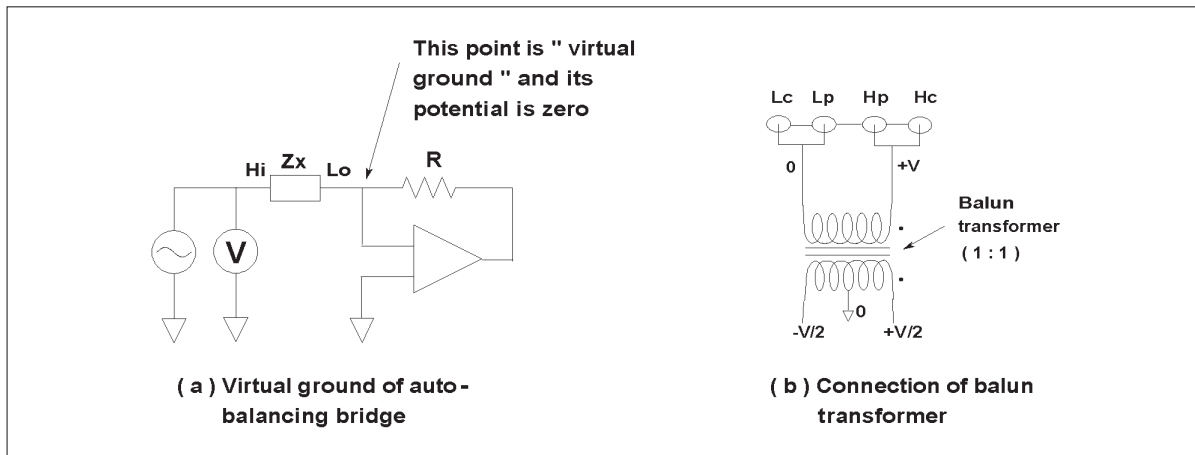 This point is " virtual
ground " and its
potential is zero
Hi Zx Lo
R
V
( a ) Virtual ground of auto -
balancing bridge
Lc Lp Hp Hc
0 +V
Balun
transformer
( 1 : 1 )
0
-V/2 +V/2
( b ) Connection of balun
transformer